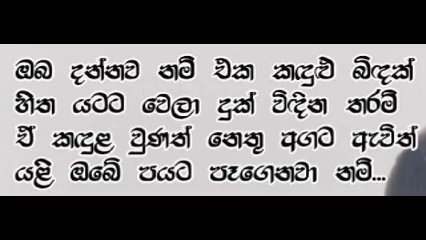 ඔබ දන්නව නම් එක කඳුළු බිඳක්
හිත යටට වෙලා දුක් විඳින තරම්
ඒ කඳුළ වුණත් නෙතූ අගට ඇවිත්
යළි ඔබේ පයට පෑගෙනවා නම්...